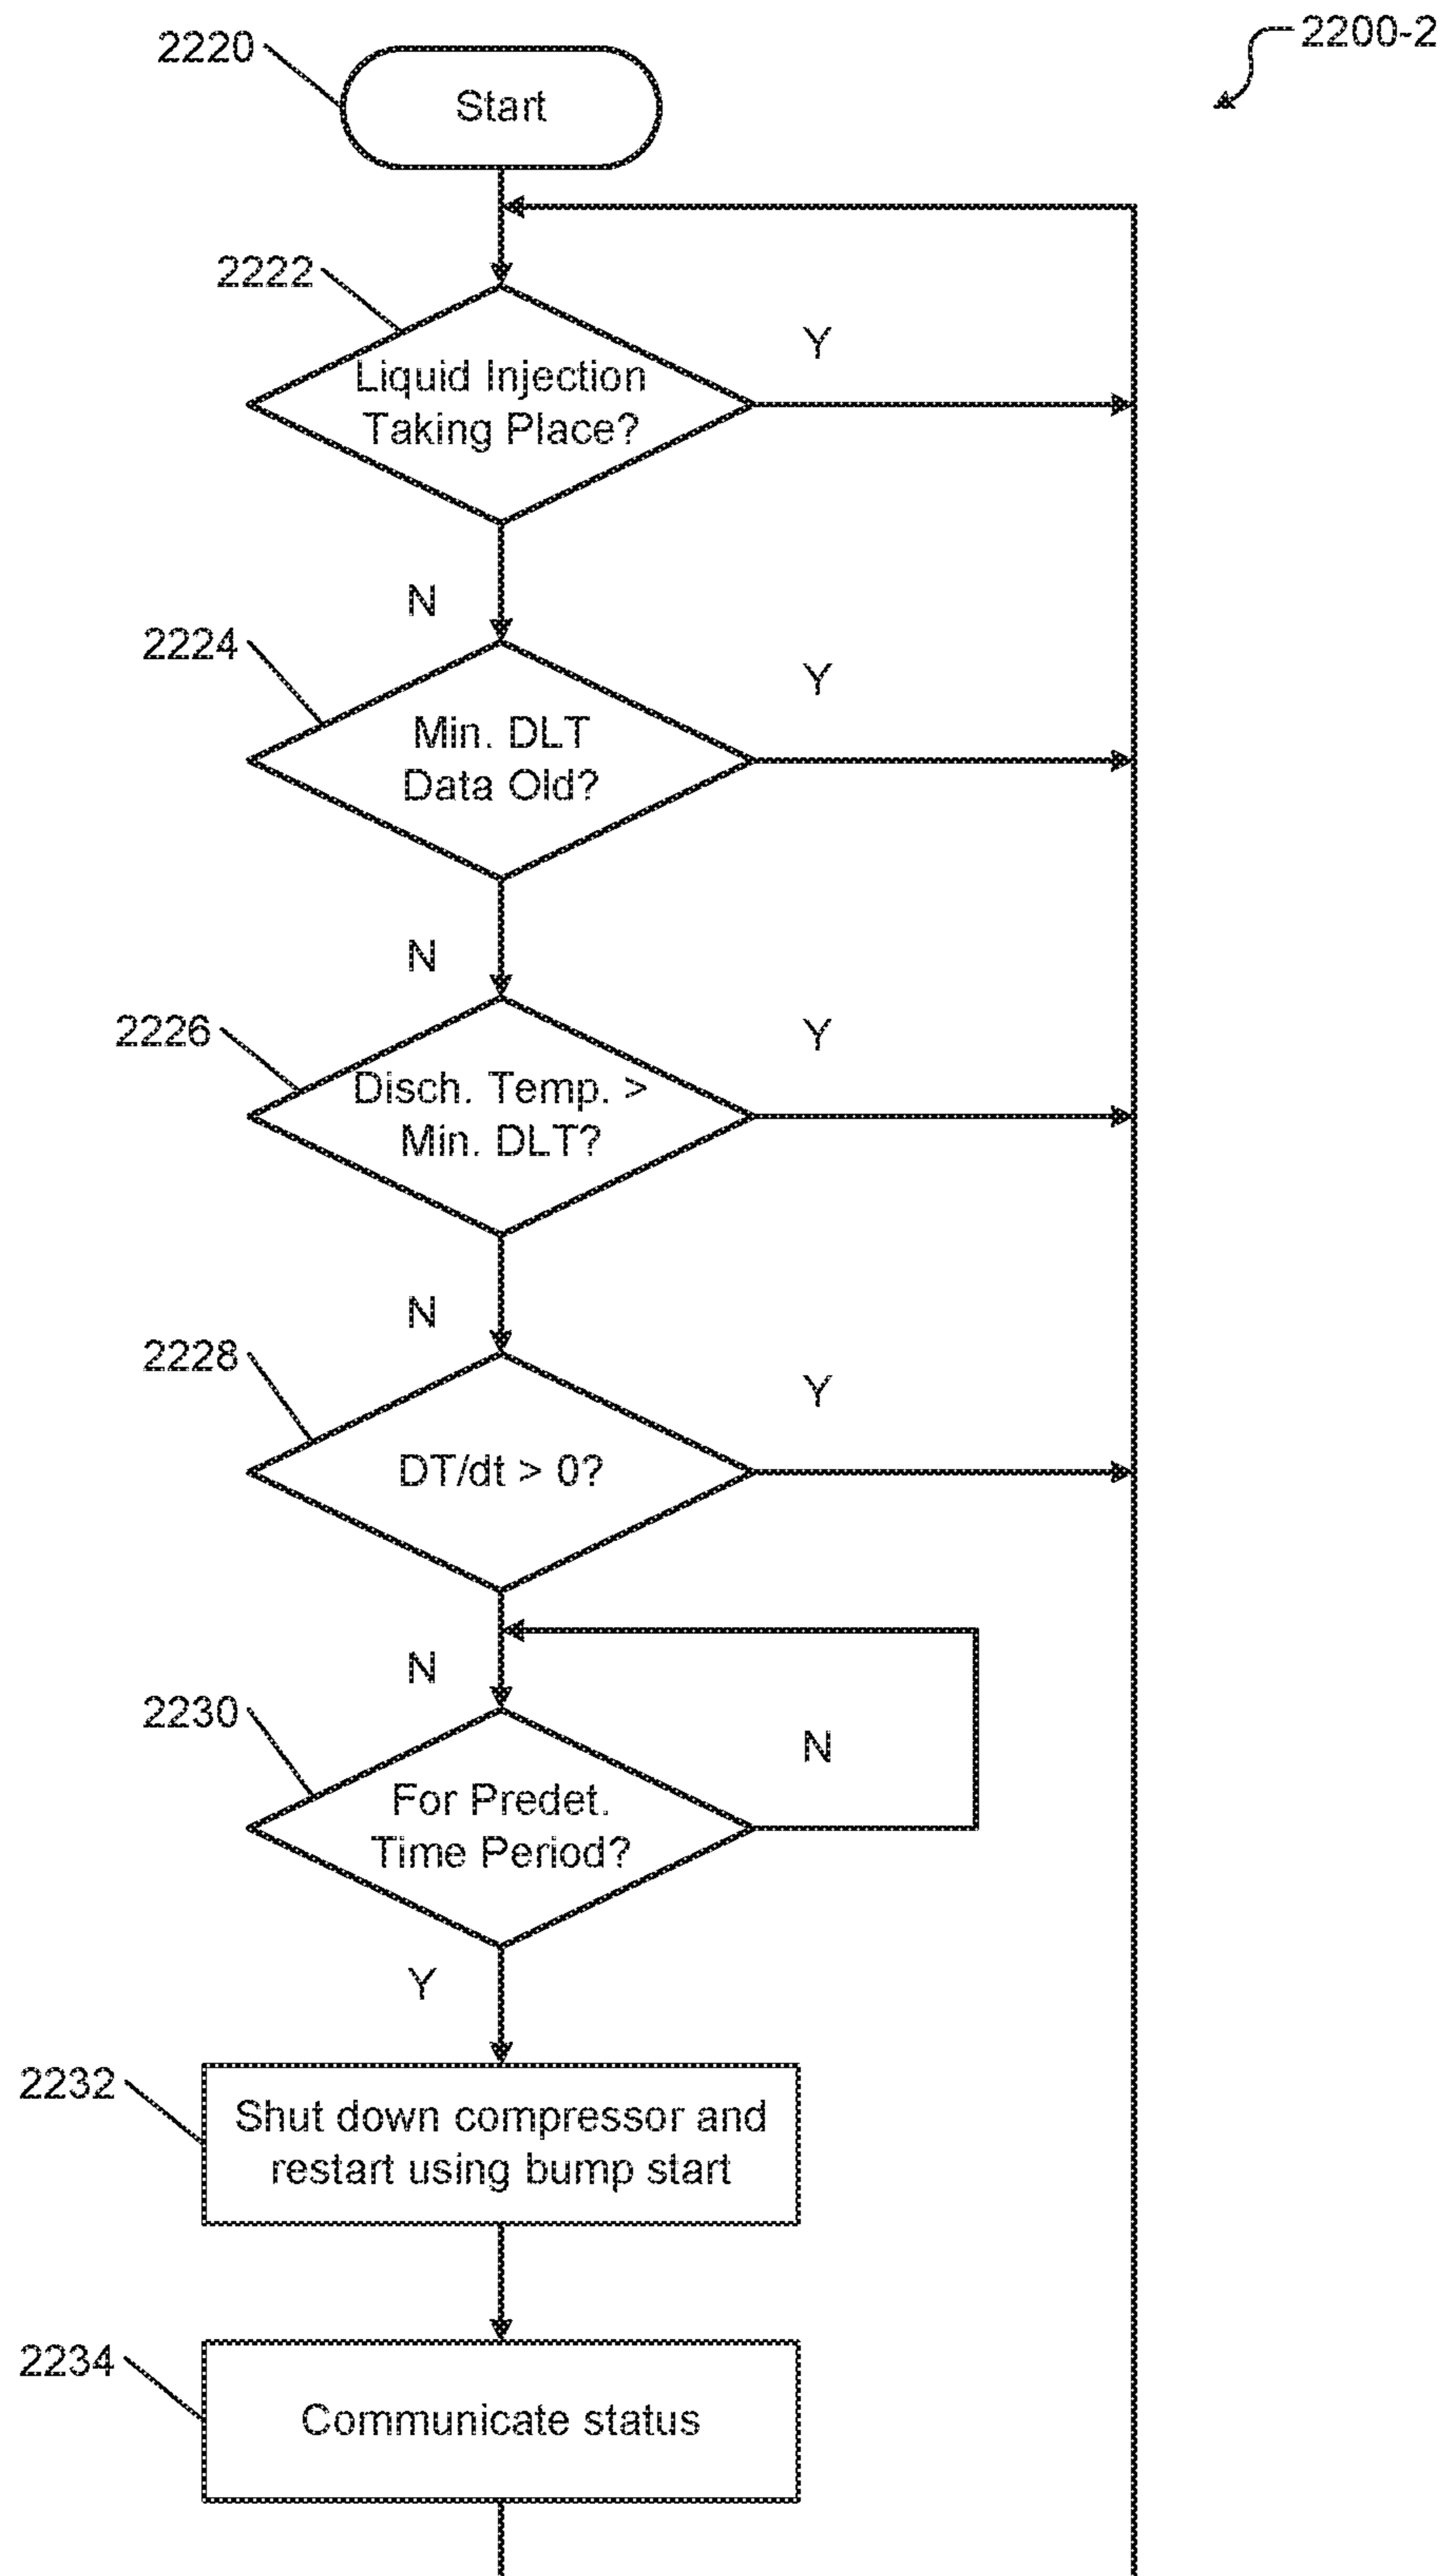 2200-2
2220
Start
2222
Liquid Injection
Taking Place?
Y
N
2224
Min. DLT
Data Old?
Y
N
2226
Disch. Temp. >
Min. DLT?
Y
N
2228
DT/dt > 0?
Y
N
2230
For Predet.
Time Period?
N
Y
2232
Shut down compressor and
restart using bump start
2234
Communicate status